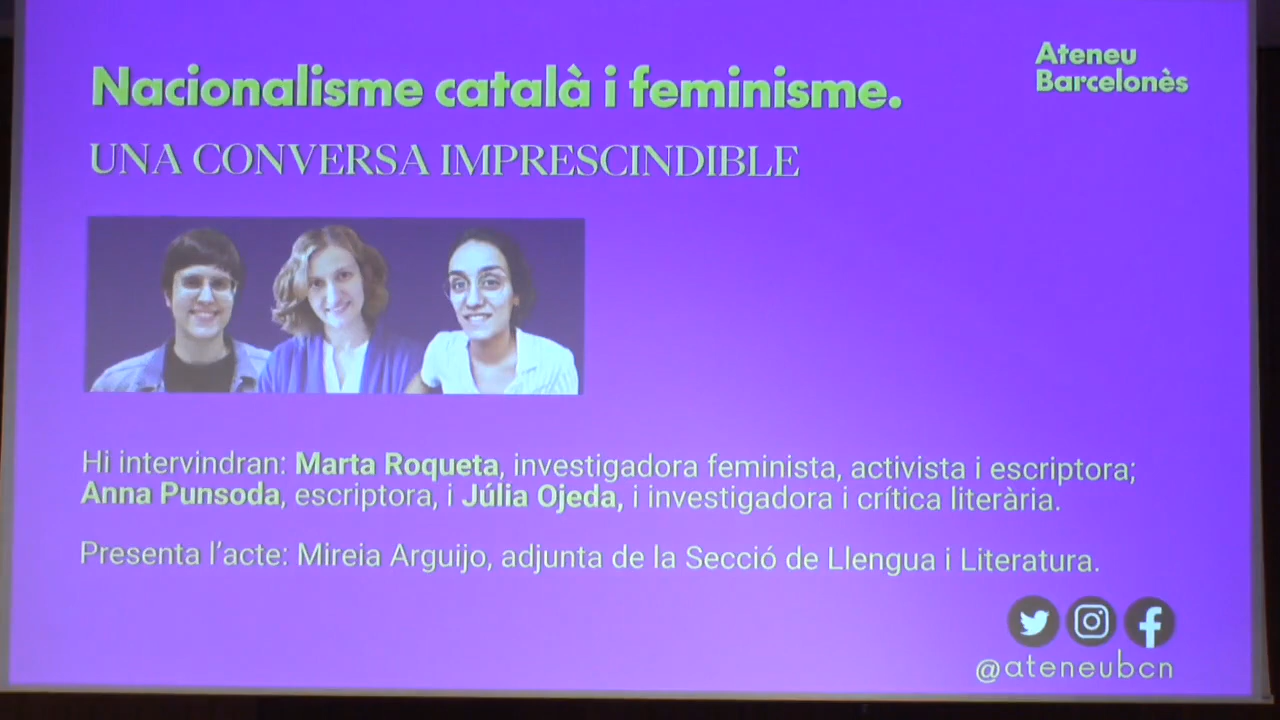 Nacionalisme català i feminisme.
Ateneu
Barcelonès
UNA CONVERSA IMPRESCINDIBLE
Hi intervindran: Marta Roqueta, investigadora feminista, activista i escriptora;
Anna Punsoda, escriptora, i Júlia Ojeda, i investigadora i crítica literària.
Presenta l'acte: Mireia Arguijo, adjunta de la Secció de Llengua i Literatura.
@ateneubcn